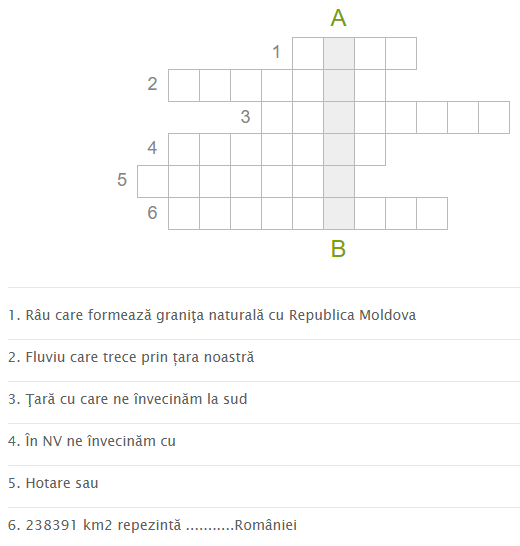 A
1
2
3
4
5
6
B
1. Râu care formează graniţa naturală cu Republica Moldova
2. Fluviu care trece prin țara noastră
3. Ţară cu care ne învecinăm la sud
4. În NV ne învecinăm cu
5. Hotare sau
6. 238391 km2 repezintă ...........României